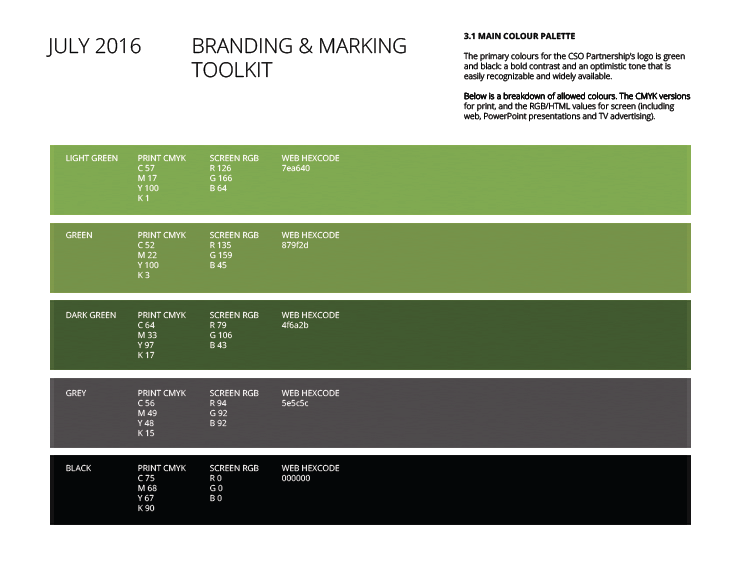 JULY 2016
BRANDING & MARKING
TOOLKIT
3.1 MAIN COLOUR PALETTE
The primary colours for the CSO Partnership's logo is green
and black: a bold contrast and an optimistic tone that is
easily recognizable and widely available.
Below is a breakdown of allowed colours. The CMYK versions
for print, and the RGB/HTML values for screen (including
web, PowerPoint presentations and TV advertising).
LIGHT GREEN PRINT CMYK SCREEN RGB WEB HEXCODE
C 57 R 126 7ea640
M 17 G 166
Y 100 B 64
K 1
GREEN PRINT CMYK SCREEN RGB WEB HEXCODE
C 52 R 135 879f2d
M 22 G 159
Y 100 B 45
K 3
DARK GREEN PRINT CMYK SCREEN RGB WEB HEXCODE
C 64 R 79 4f6a2b
M 33 G 106
Y 97 B 43
K 17
GREY PRINT CMYK SCREEN RGB WEB HEXCODE
C 56 R 94 5e5c5c
M 49 G 92
Y 48 B 92
K 15
BLACK PRINT CMYK SCREEN RGB WEB HEXCODE
C 75 R 0 000000
M 68 G 0
Y 67 B 0
K 90